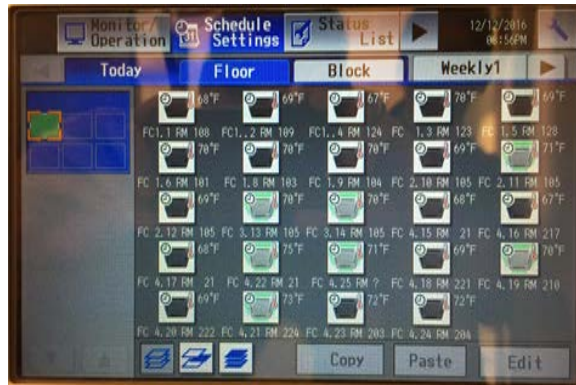 Monitor/ Operation
Schedule Settings
Status List
12/12/2016
06:56PM
Today
Floor
Block
Weekly1
68°F 69°F 67°F 70°F 69°F
FC1.1 RM 108 FC1..2 RM 109 FC1..4 RM 124 FC 1.3 RM 123 FC 1.5 RM 128
70°F 70°F 70°F 69°F 71°F
FC 1.6 RM 101 FC 1.8 RM 103 FC 1.9 RM 104 FC 2.10 RM 105 FC 2.11 RM 105
69°F 70°F 70°F 68°F 67°F
FC 2.12 RM 105 FC 3.13 RM 105 FC 3.14 RM 105 FC 4.15 RM 21 FC 4.16 RM 217
68°F 75°F 71°F 69°F 70°F
FC 4.17 RM 21 FC 4.22 RM 21 FC 4.25 RM ? FC 4.18 RM 221 FC 4.19 RM 210
69°F 73°F 72°F 72°F
FC 4.20 RM 222 FC 4.21 RM 224 FC 4.23 RM 203 FC 4.24 RM 204
Copy
Paste
Edit